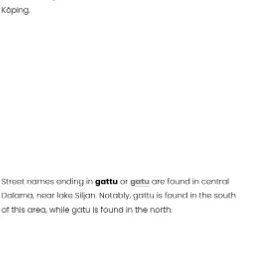 Köping.
Street names ending in gattu or gatu are found in central
Dalarna, near lake Siljan. Notably, gattu is found in the south
of this area, while gatu is found in the north.